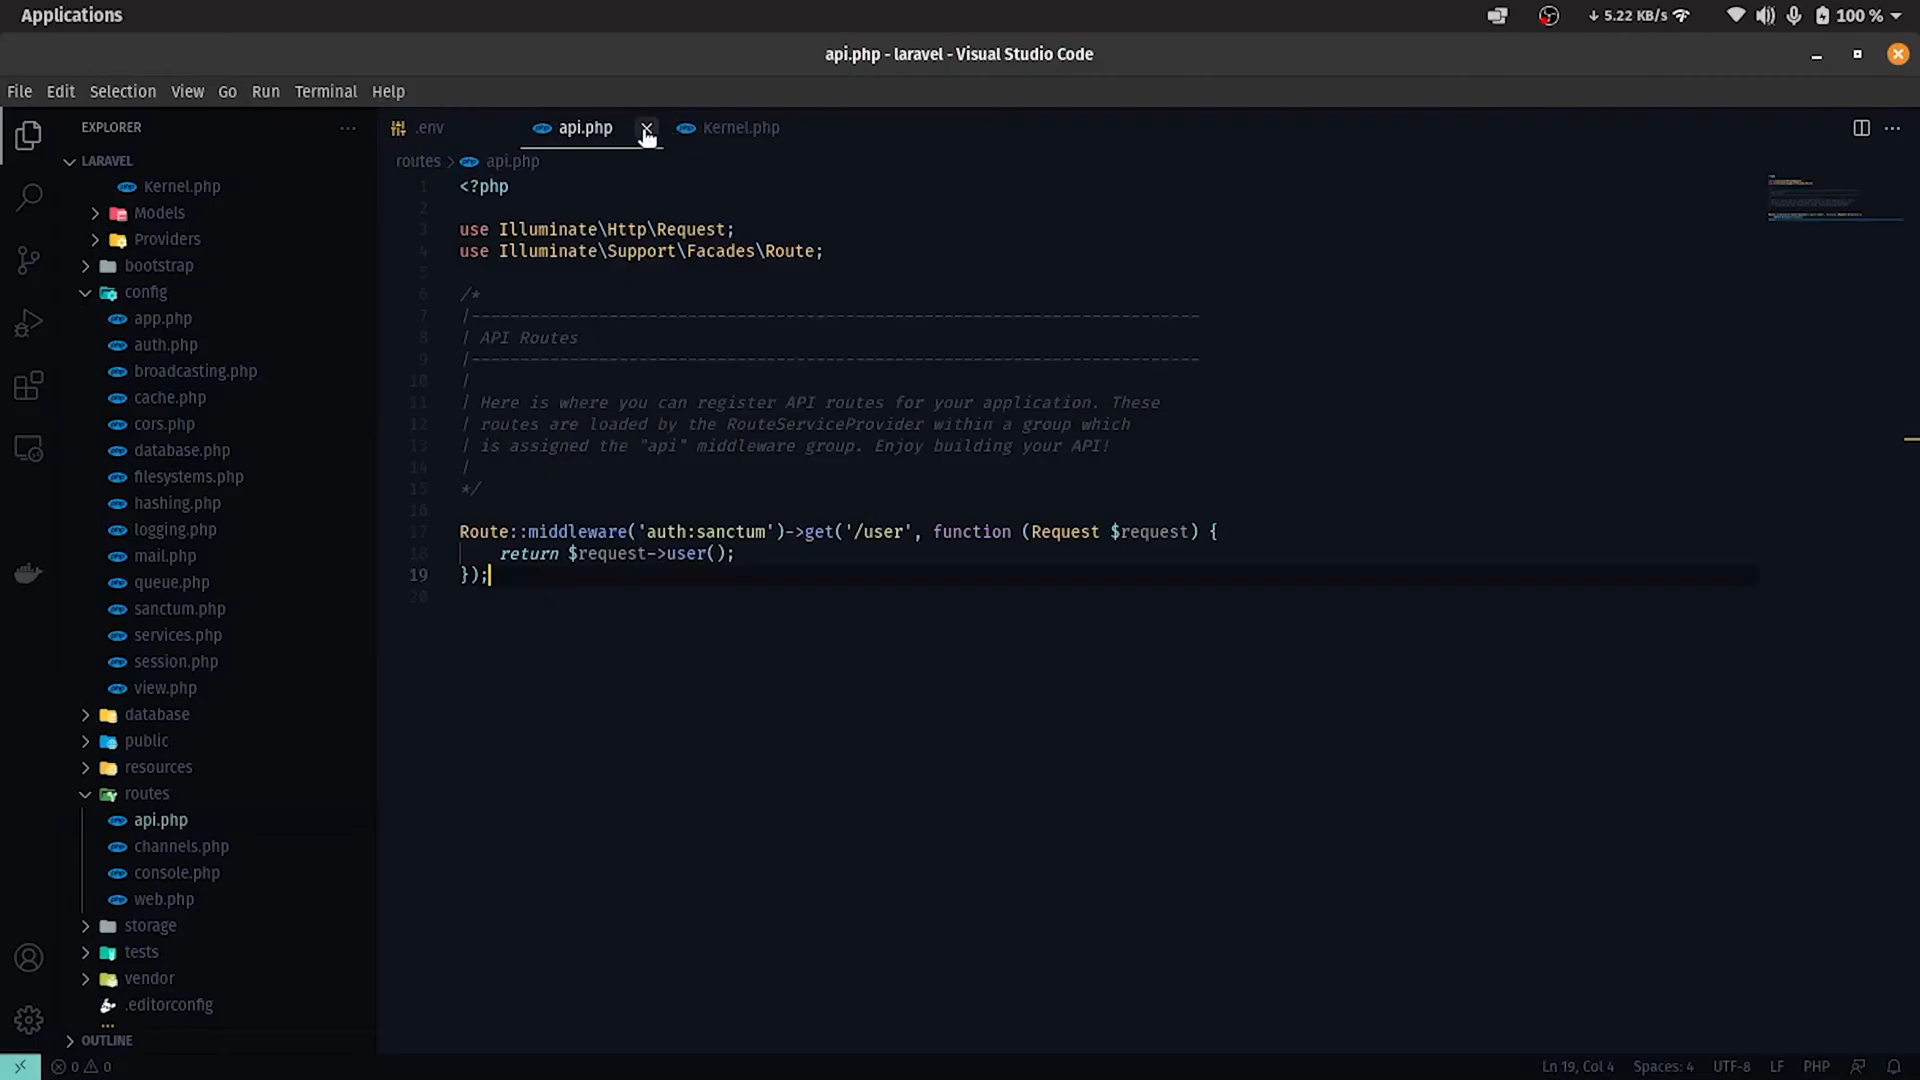 Applications
↓ 5.22 KB/s
100 %
api.php - laravel - Visual Studio Code
File Edit Selection View Go Run Terminal Help
EXPLORER ···
.env
api.php
Kernel.php
LARAVEL
Kernel.php
Models
Providers
bootstrap
config
app.php
auth.php
broadcasting.php
cache.php
cors.php
database.php
filesystems.php
hashing.php
logging.php
mail.php
queue.php
sanctum.php
services.php
session.php
view.php
database
public
resources
routes
api.php
channels.php
console.php
web.php
storage
tests
vendor
.editorconfig
OUTLINE
routes > api.php
1 <?php
2
3 use Illuminate\Http\Request;
4 use Illuminate\Support\Facades\Route;
5
6 /*
7 |--------------------------------------------------------------------------
8 | API Routes
9 |--------------------------------------------------------------------------
10 |
11 | Here is where you can register API routes for your application. These
12 | routes are loaded by the RouteServiceProvider within a group which
13 | is assigned the "api" middleware group. Enjoy building your API!
14 |
15 */
16
17 Route::middleware('auth:sanctum')->get('/user', function (Request $request) {
18     return $request->user();
19 });
20
0 0
Ln 19, Col 4 Spaces: 4 UTF-8 LF PHP